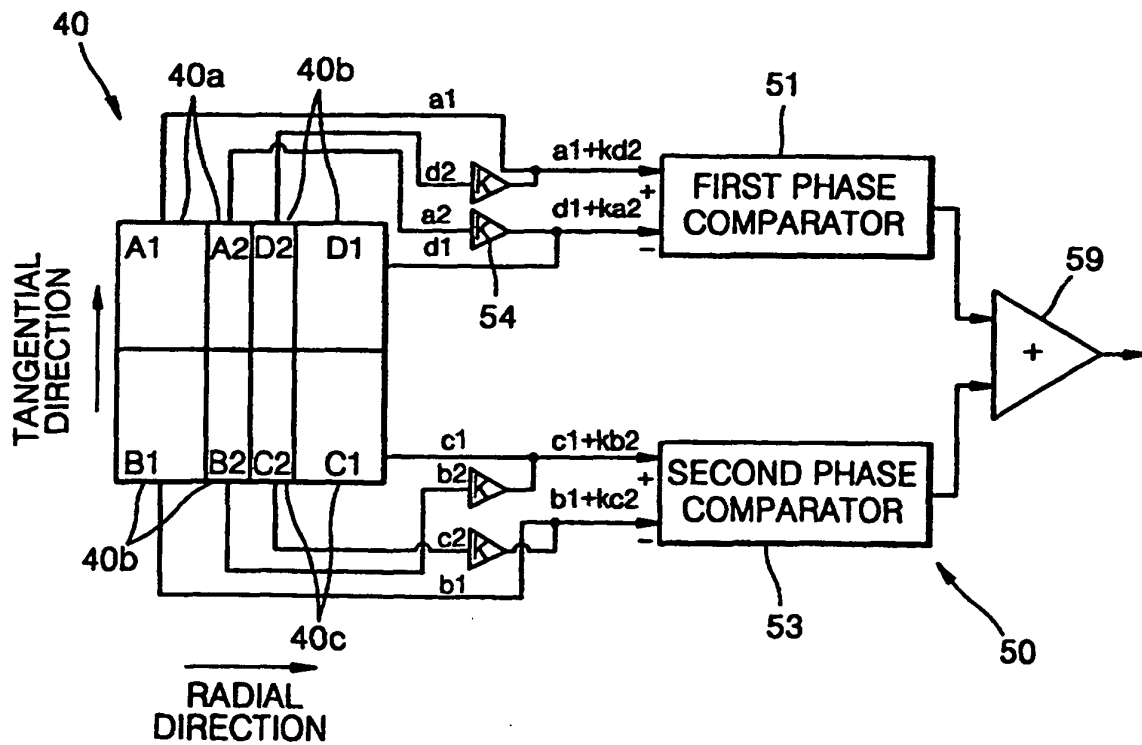 40
40a
40b
a1
51
d2
K
a1+kd2
+
FIRST PHASE
COMPARATOR
a2
K
d1+ka2
−
d1
54
59
A1
A2
D2
D1
TANGENTIAL
DIRECTION
+
B1
B2
C2
C1
c1
c1+kb2
+
b2
K
SECOND PHASE
COMPARATOR
b1+kc2
−
c2
K
b1
40b
40c
53
50
RADIAL
DIRECTION